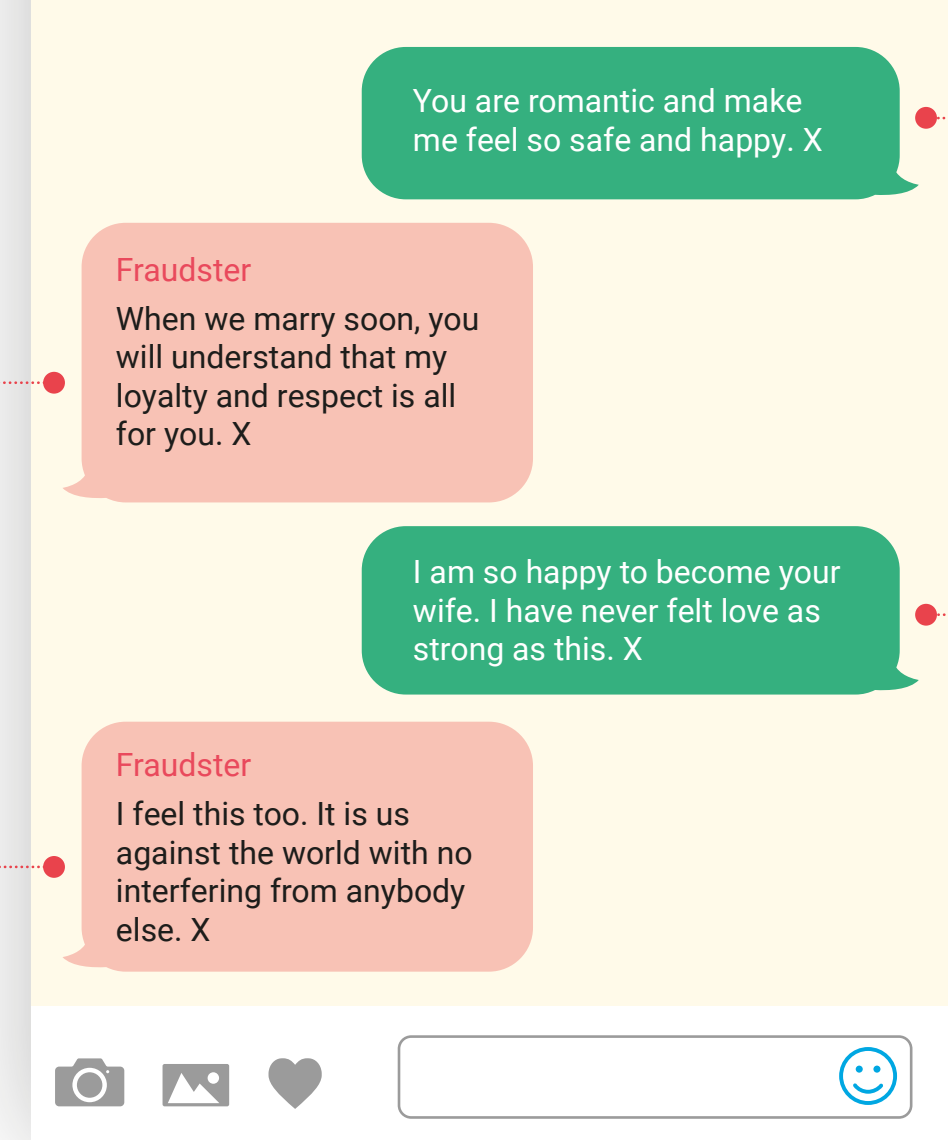 You are romantic and make
me feel so safe and happy. X
Fraudster
When we marry soon, you
will understand that my
loyalty and respect is all
for you. X
I am so happy to become your
wife. I have never felt love as
strong as this. X
Fraudster
I feel this too. It is us
against the world with no
interfering from anybody
else. X